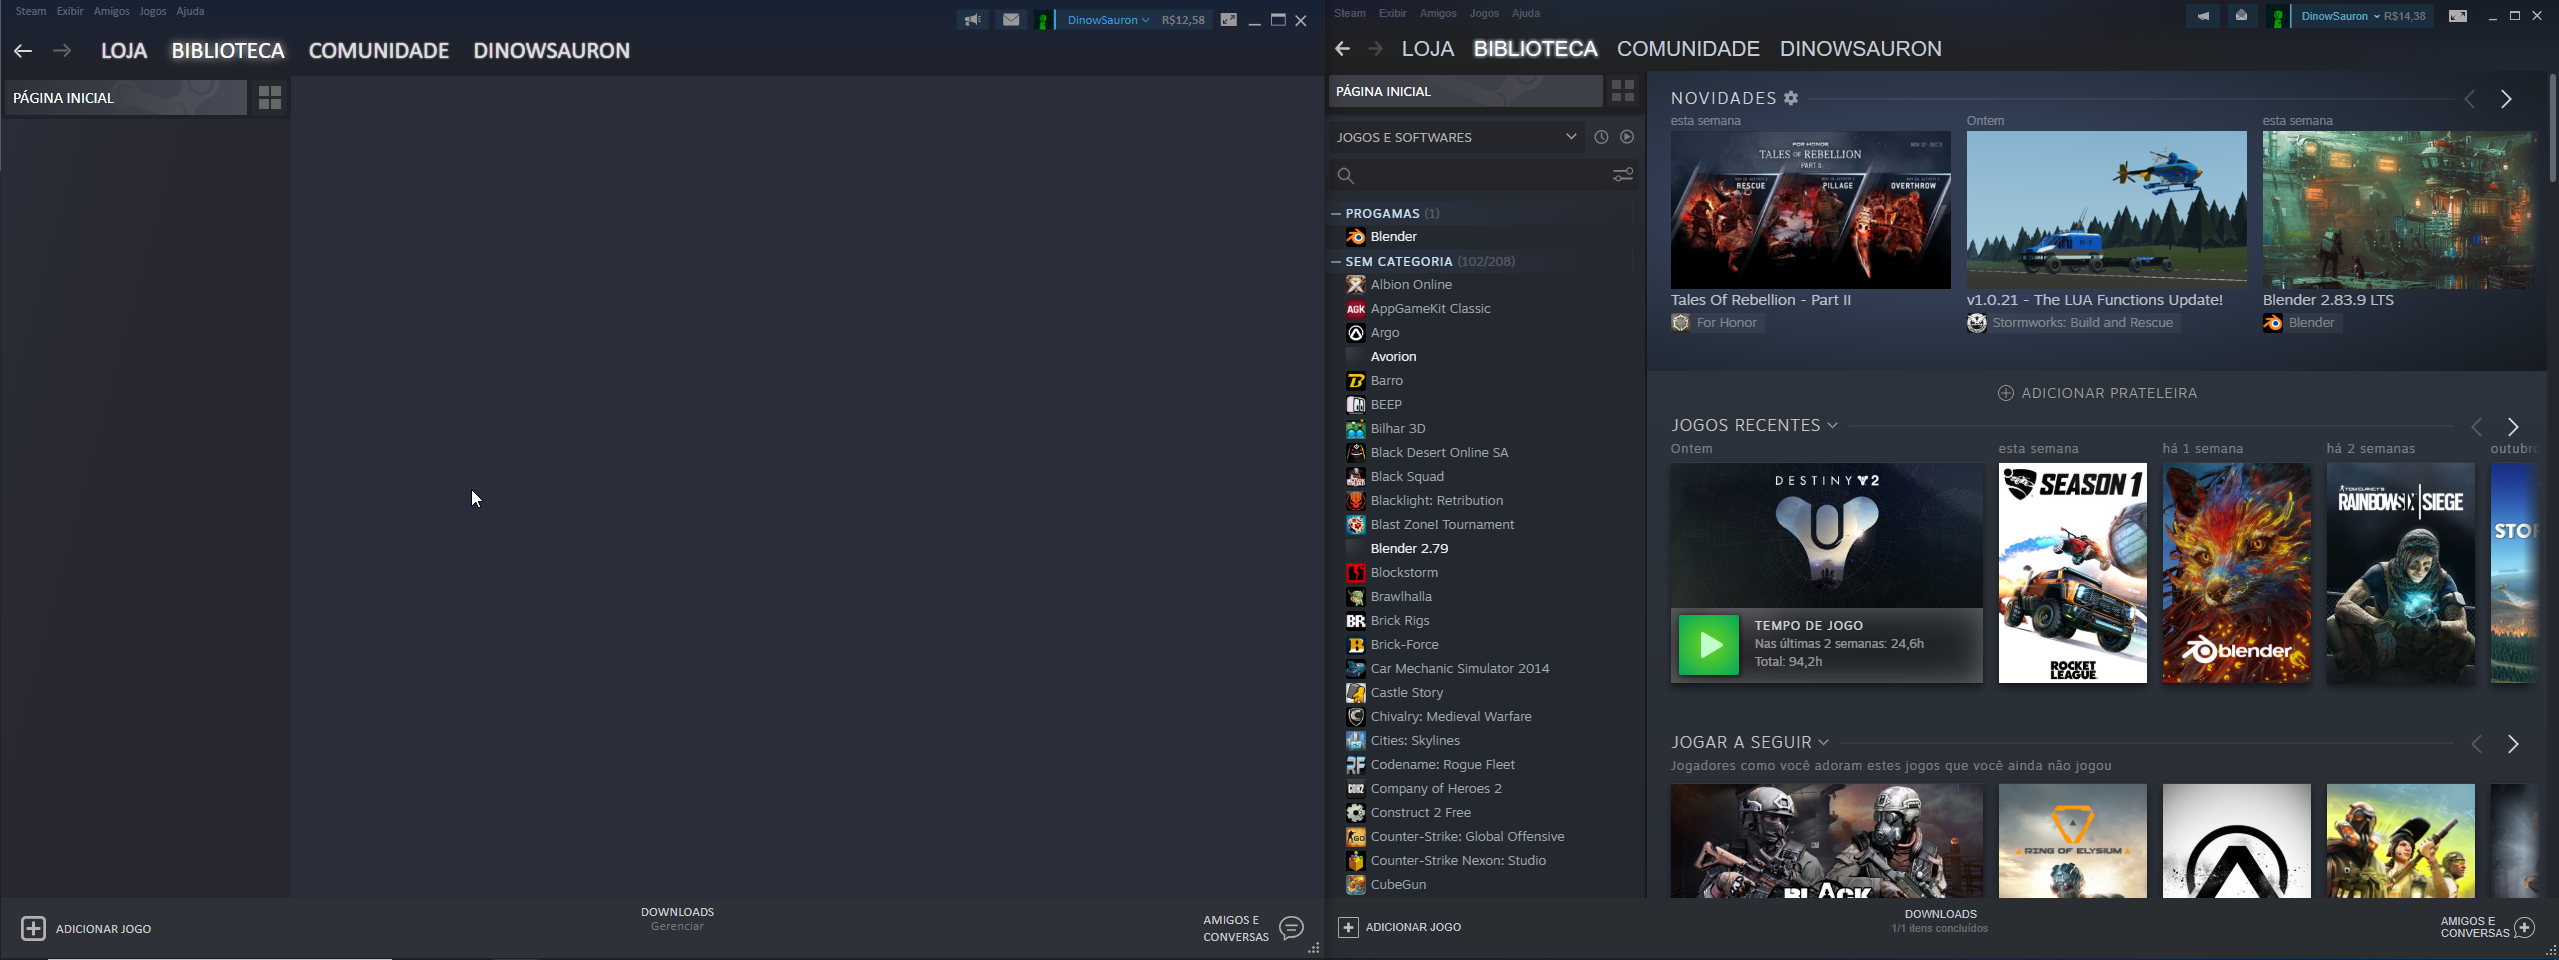 Steam Exibir Amigos Jogos Ajuda
DinowSauron R$12,58
LOJA BIBLIOTECA COMUNIDADE DINOWSAURON
PÁGINA INICIAL
ADICIONAR JOGO
DOWNLOADS
Gerenciar
AMIGOS E
CONVERSAS
Steam Exibir Amigos Jogos Ajuda
DinowSauron R$14,38
LOJA BIBLIOTECA COMUNIDADE DINOWSAURON
PÁGINA INICIAL
JOGOS E SOFTWARES
PROGAMAS (1)
Blender
SEM CATEGORIA (102/208)
Albion Online
AGK AppGameKit Classic
Argo
Avorion
Barro
BEEP
Bilhar 3D
Black Desert Online SA
Black Squad
Blacklight: Retribution
Blast Zone! Tournament
Blender 2.79
Blockstorm
Brawlhalla
BR Brick Rigs
Brick-Force
Car Mechanic Simulator 2014
Castle Story
Chivalry: Medieval Warfare
Cities: Skylines
RF Codename: Rogue Fleet
COH2 Company of Heroes 2
Construct 2 Free
Counter-Strike: Global Offensive
Counter-Strike Nexon: Studio
CubeGun
NOVIDADES
esta semana
FOR HONOR
TALES OF REBELLION
PART II
RESCUE
PILLAGE
OVERTHROW
Tales Of Rebellion - Part II
For Honor
Ontem
v1.0.21 - The LUA Functions Update!
Stormworks: Build and Rescue
esta semana
Blender 2.83.9 LTS
Blender
ADICIONAR PRATELEIRA
JOGOS RECENTES
Ontem
DESTINY 2
TEMPO DE JOGO
Nas últimas 2 semanas: 24,6h
Total: 94,2h
esta semana
SEASON 1
ROCKET
LEAGUE
há 1 semana
blender
há 2 semanas
TOM CLANCY'S
RAINBOW SIX | SIEGE
outubro
STOR
JOGAR A SEGUIR
Jogadores como você adoram estes jogos que você ainda não jogou
BLACK
RING OF ELYSIUM
ADICIONAR JOGO
DOWNLOADS
1/1 itens concluídos
AMIGOS E
CONVERSAS